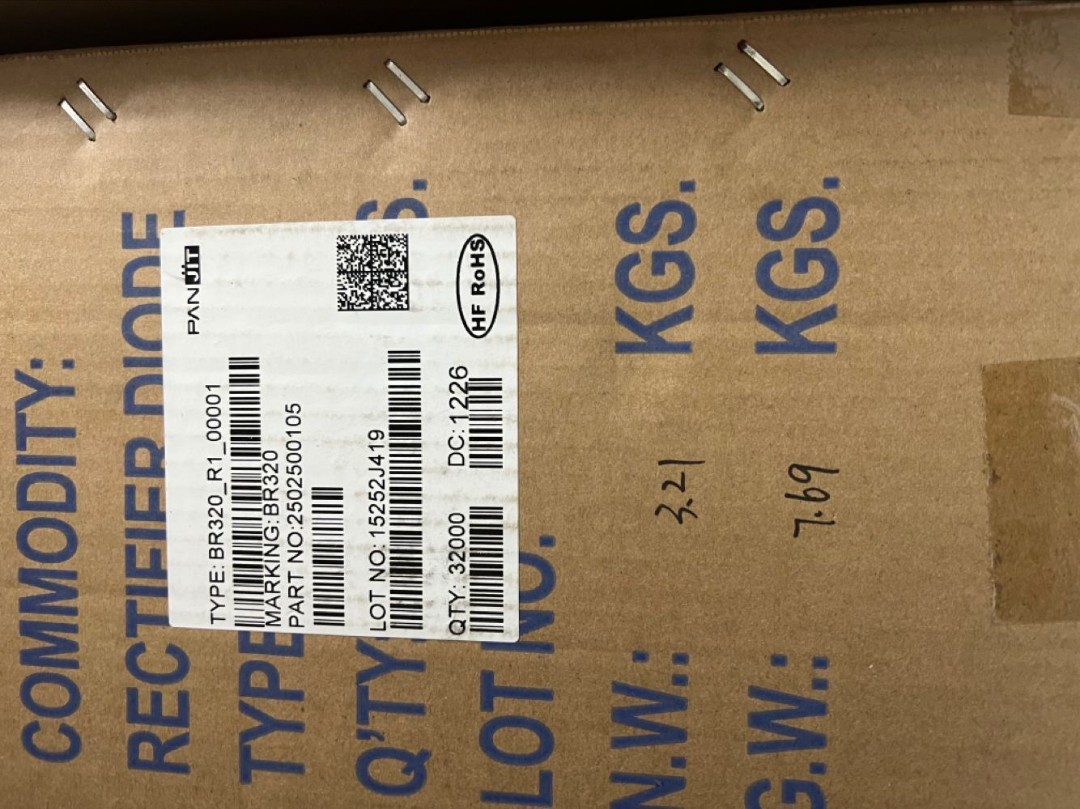 COMMODITY:
RECTIFIER DIODE
TYPE
Q'TY: S.
LOT NO.
N.W.: 3.21 KGS.
G.W.: 7.69 KGS.
PANJIT
TYPE: BR320_R1_00001
MARKING: BR320
PART NO:2502500105
LOT NO: 15252J419
QTY: 32000 DC: 1226
HF RoHS